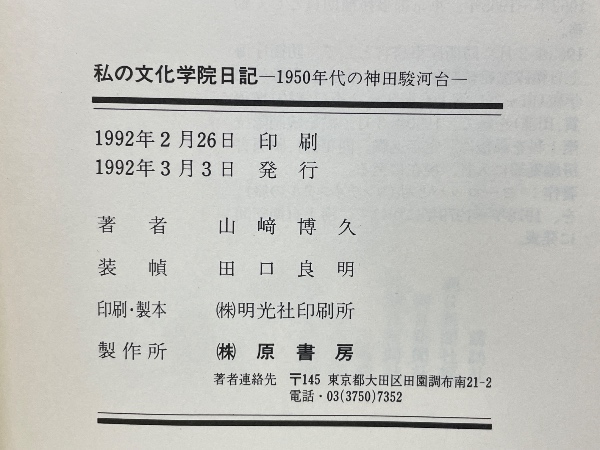 私の文化学院日記―1950年代の神田駿河台―
1992年2月26日 印刷
1992年3月3日 発行
著者 山﨑博久
装幀 田口良明
印刷・製本 ㈱明光社印刷所
製作所 ㈱原書房
著者連絡先 〒145 東京都大田区田園調布南21-2
電話・03(3750)7352